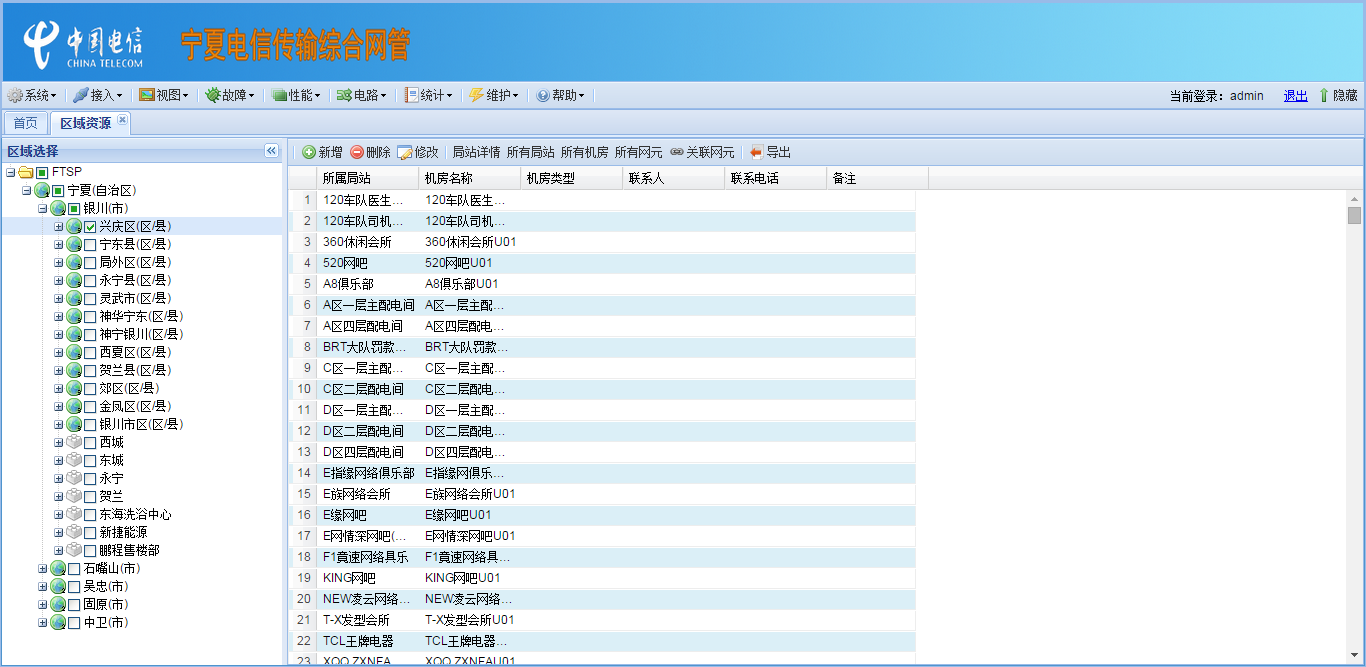 中国电信 宁夏电信传输综合网管
CHINA TELECOM
系统 接入 视图 故障 性能 电路 统计 维护 帮助 当前登录：admin 退出 隐藏
首页 区域资源
区域选择
FTSP
宁夏(自治区)
银川(市)
兴庆区(区/县)
宁东县(区/县)
局外区(区/县)
永宁县(区/县)
灵武市(区/县)
神华宁东(区/县)
神宁银川(区/县)
西夏区(区/县)
贺兰县(区/县)
郊区(区/县)
金凤区(区/县)
银川市区(区/县)
西城
东城
永宁
贺兰
东海洗浴中心
新捷能源
鹏程售楼部
石嘴山(市)
吴忠(市)
固原(市)
中卫(市)
新增 删除 修改 局站详情 所有局站 所有机房 所有网元 关联网元 导出
所属局站 机房名称 机房类型 联系人 联系电话 备注
1 120车队医生... 120车队医生...
2 120车队司机... 120车队司机...
3 360休闲会所 360休闲会所U01
4 520网吧 520网吧U01
5 A8俱乐部 A8俱乐部U01
6 A区一层主配电间 A区一层主配...
7 A区四层配电间 A区四层配电...
8 BRT大队罚款... BRT大队罚款...
9 C区一层主配... C区一层主配...
10 C区二层配电间 C区二层配电...
11 D区一层主配... D区一层主配...
12 D区二层配电间 D区二层配电...
13 D区四层配电间 D区四层配电...
14 E指缘网络俱乐部 E指缘网俱乐...
15 E族网络会所 E族网络会所U01
16 E缘网吧 E缘网吧U01
17 E网情深网吧(... E网情深网吧U01
18 F1竟速网络具乐 F1竟速网络具...
19 KING网吧 KING网吧U01
20 NEW凌云网络... NEW凌云网络...
21 T-X发型会所 T-X发型会所U01
22 TCL王牌电器 TCL王牌电器...
23 XQO.ZXNFA XQO.ZXNFAU01